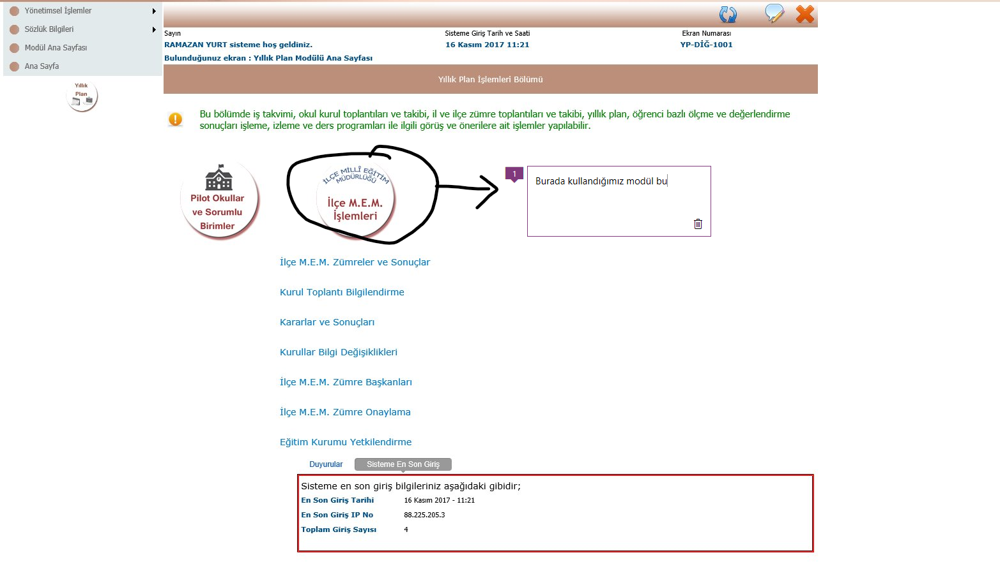 Yönetimsel İşlemler
Sözlük Bilgileri
Modül Ana Sayfası
Ana Sayfa
Yıllık
Plan
Sayın
Sisteme Giriş Tarih ve Saati
Ekran Numarası
RAMAZAN YURT sisteme hoş geldiniz.
16 Kasım 2017 11:21
YP-DİĞ-1001
Bulunduğunuz ekran : Yıllık Plan Modülü Ana Sayfası
Yıllık Plan İşlemleri Bölümü
Bu bölümde iş takvimi, okul kurul toplantıları ve takibi, il ve ilçe zümre toplantıları ve takibi, yıllık plan, öğrenci bazlı ölçme ve değerlendirme
sonuçları işleme, izleme ve ders programları ile ilgili görüş ve önerilere ait işlemler yapılabilir.
Pilot Okullar
ve Sorumlu
Birimler
İLÇE MİLLÎ EĞİTİM
MÜDÜRLÜĞÜ
İlçe M.E.M.
İşlemleri
1
Burada kullandığımız modül bu
İlçe M.E.M. Zümreler ve Sonuçlar
Kurul Toplantı Bilgilendirme
Kararlar ve Sonuçları
Kurullar Bilgi Değişiklikleri
İlçe M.E.M. Zümre Başkanları
İlçe M.E.M. Zümre Onaylama
Eğitim Kurumu Yetkilendirme
Duyurular
Sisteme En Son Giriş
Sisteme en son giriş bilgileriniz aşağıdaki gibidir;
En Son Giriş Tarihi 16 Kasım 2017 - 11:21
En Son Giriş IP No 88.225.205.3
Toplam Giriş Sayısı 4